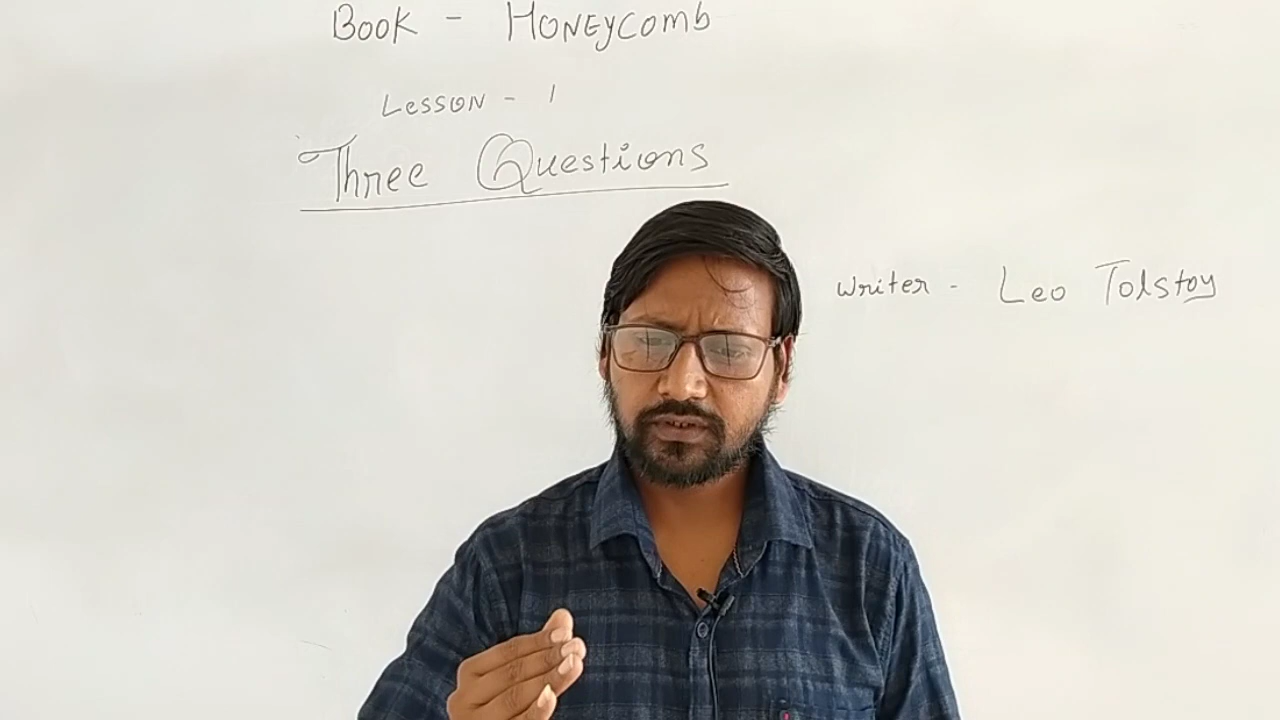 Book - HONEYCOMB
Lesson - 1
Three Questions
Writer - Leo Tolstoy